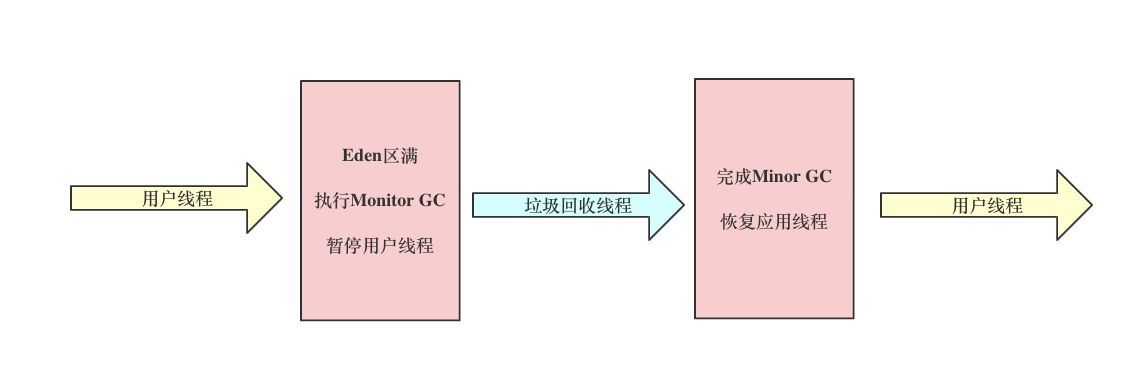 用户线程
Eden区满
执行Monitor GC
暂停用户线程
垃圾回收线程
完成Minor GC
恢复应用线程
用户线程